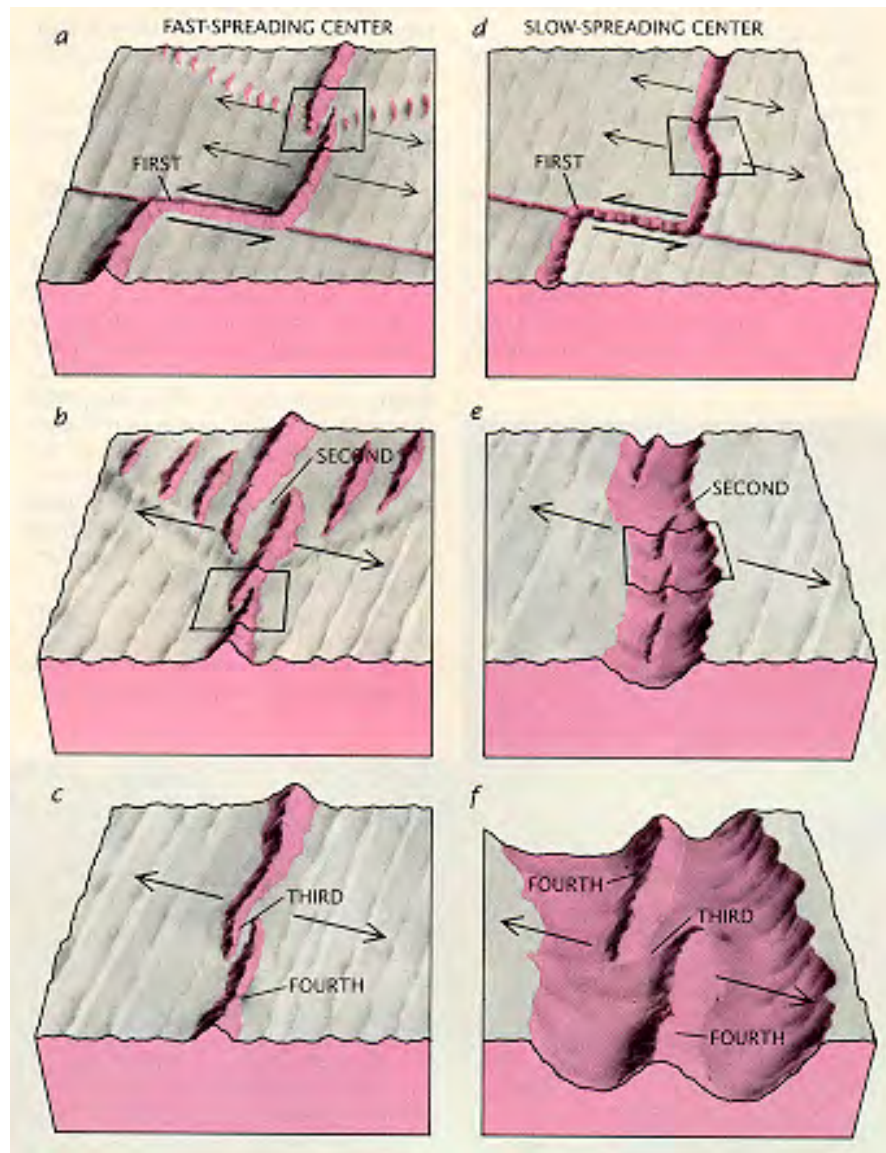 FAST-SPREADING CENTER
SLOW-SPREADING CENTER
a
FIRST
d
FIRST
b
SECOND
e
SECOND
c
THIRD
FOURTH
f
FOURTH
THIRD
FOURTH